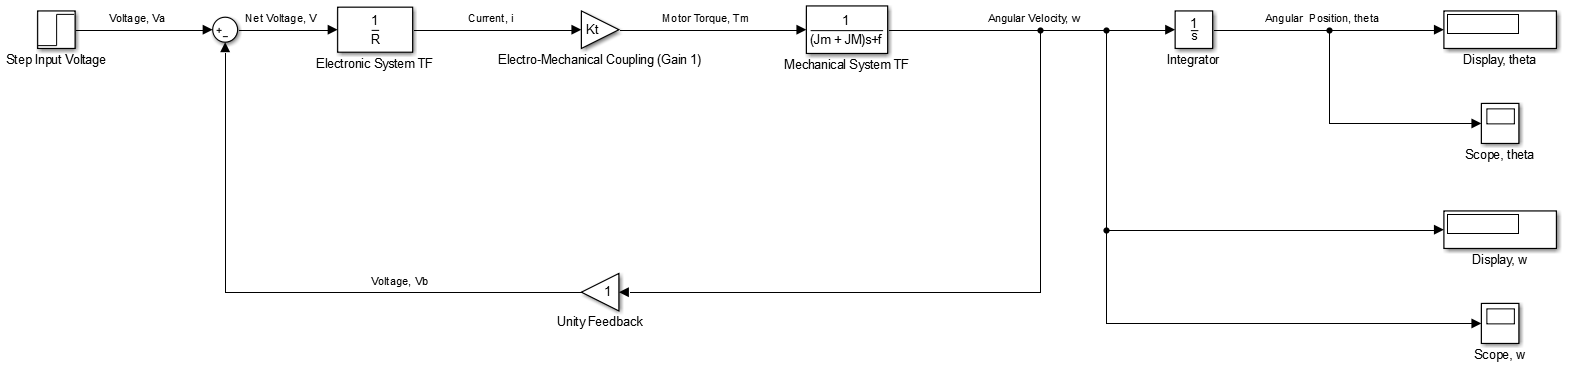 Voltage, Va
Net Voltage, V
Current, i
Motor Torque, Tm
Angular Velocity, w
Angular Position, theta
+
−
1
R
Kt
1
(Jm + JM)s+f
1
s
Step Input Voltage
Electronic System TF
Electro-Mechanical Coupling (Gain 1)
Mechanical System TF
Integrator
Display, theta
Scope, theta
Display, w
Voltage, Vb
1
Unity Feedback
Scope, w